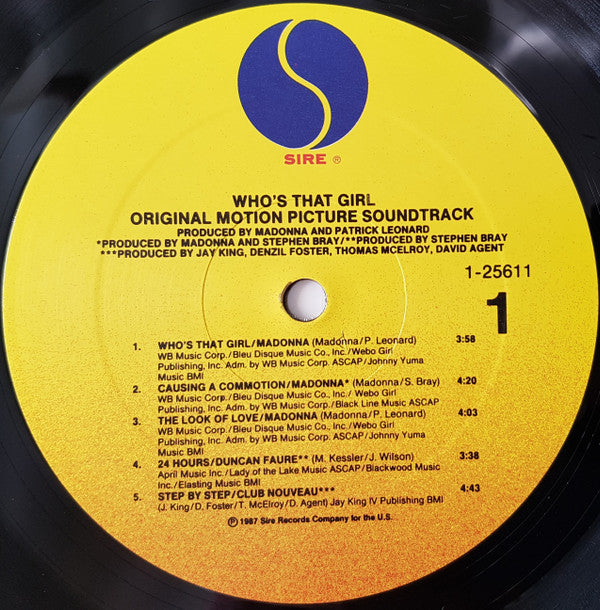 SIRE ®
WHO'S THAT GIRL
ORIGINAL MOTION PICTURE SOUNDTRACK
PRODUCED BY MADONNA AND PATRICK LEONARD
*PRODUCED BY MADONNA AND STEPHEN BRAY/**PRODUCED BY STEPHEN BRAY
***PRODUCED BY JAY KING, DENZIL FOSTER, THOMAS MCELROY, DAVID AGENT
1-25611
1
1. WHO'S THAT GIRL/MADONNA (Madonna/P. Leonard) 3:58
WB Music Corp./Bleu Disque Music Co., Inc./Webo Girl
Publishing, Inc. Adm. by WB Music Corp. ASCAP/Johnny Yuma
Music BMI
2. CAUSING A COMMOTION/MADONNA* (Madonna/S. Bray) 4:20
WB Music Corp./Bleu Disque Music Co., Inc./ Webo Girl
Publishing, Inc. Adm. by WB Music Corp./Black Line Music ASCAP
3. THE LOOK OF LOVE/MADONNA (Madonna/P. Leonard) 4:03
WB Music Corp./Bleu Disque Music Co., Inc./Webo Girl
Publishing, Inc. Adm. by WB Music Corp. ASCAP/Johnny Yuma
Music BMI
4. 24 HOURS/DUNCAN FAURE** (M. Kessler/J. Wilson) 3:38
April Music Inc./Lady of the Lake Music ASCAP/Blackwood Music
Inc./Elasting Music BMI
5. STEP BY STEP/CLUB NOUVEAU*** 4:43
(J. King/D. Foster/T. McElroy/D. Agent) Jay King IV Publishing BMI
℗ 1987 Sire Records Company for the U.S.